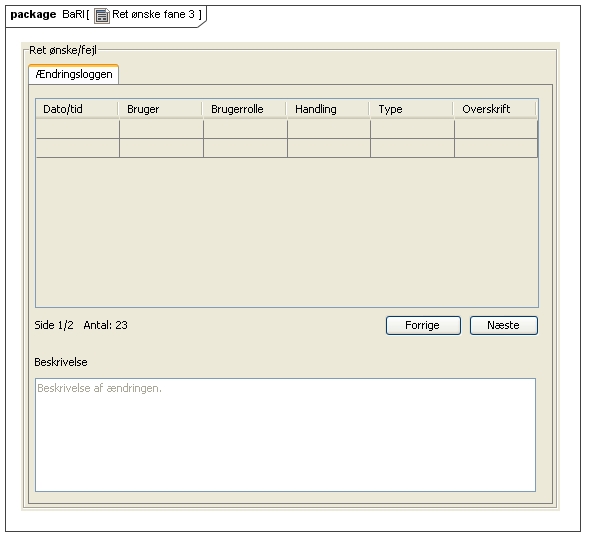 package BaRI [ Ret ønske fane 3 ]
Ret ønske/fejl
Ændringsloggen
Dato/tid Bruger Brugerrolle Handling Type Overskrift
Side 1/2 Antal: 23 Forrige Næste
Beskrivelse
Beskrivelse af ændringen.